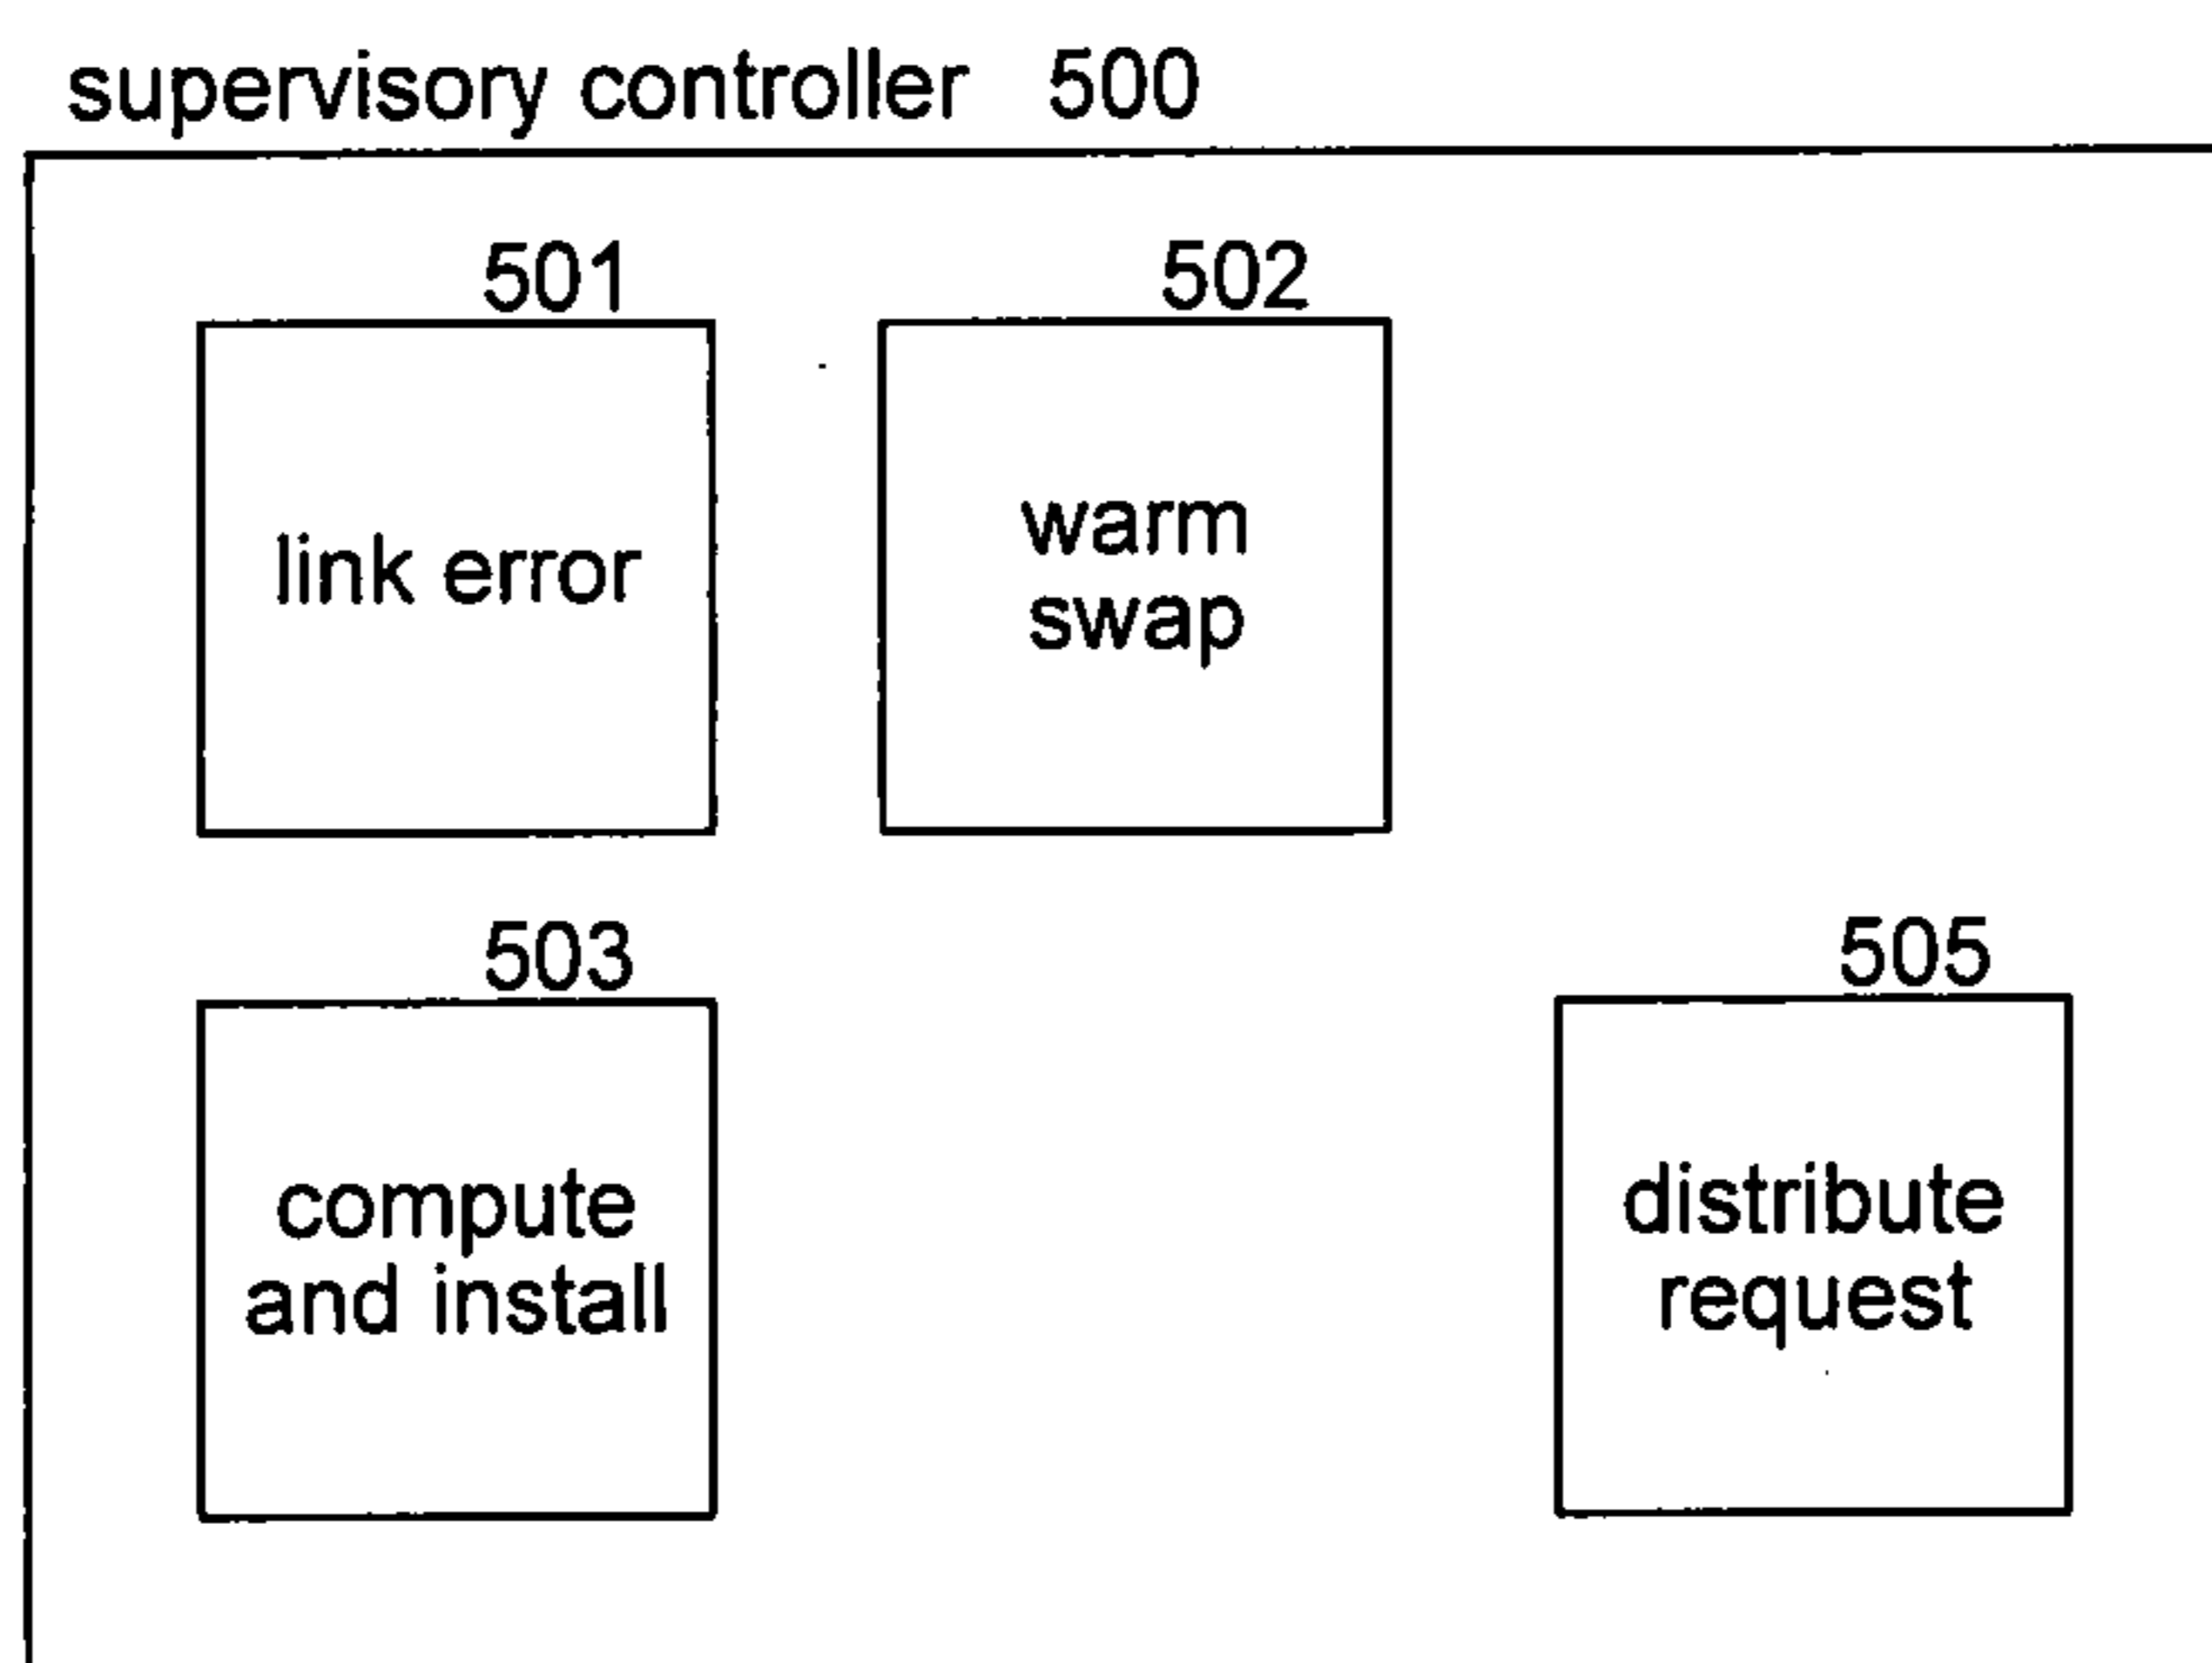 supervisory controller 500
501
502
link error
warm
swap
503
505
compute
and install
distribute
request